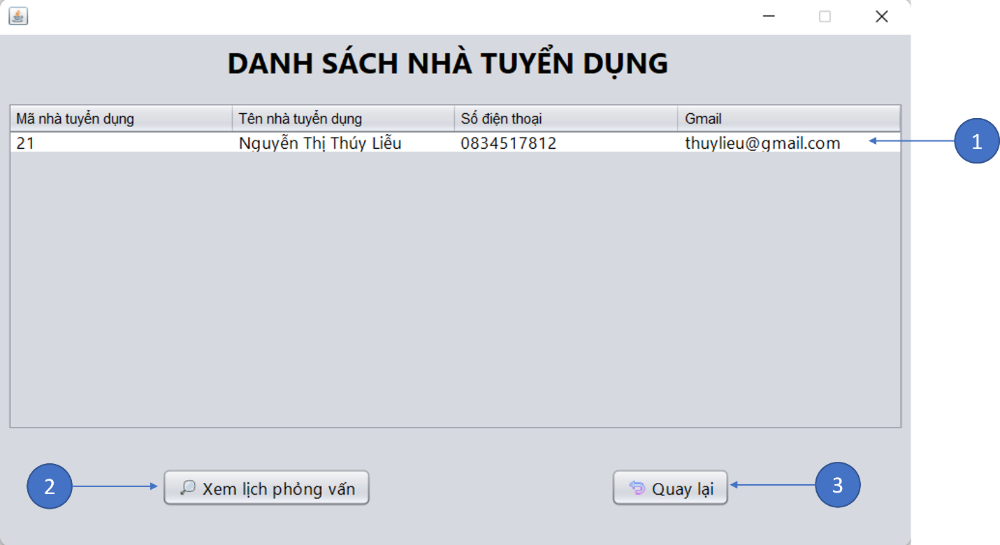 DANH SÁCH NHÀ TUYỂN DỤNG
Mã nhà tuyển dụng Tên nhà tuyển dụng Số điện thoại Gmail
21 Nguyễn Thị Thúy Liễu 0834517812 thuylieu@gmail.com 1
2 Xem lịch phỏng vấn Quay lại 3